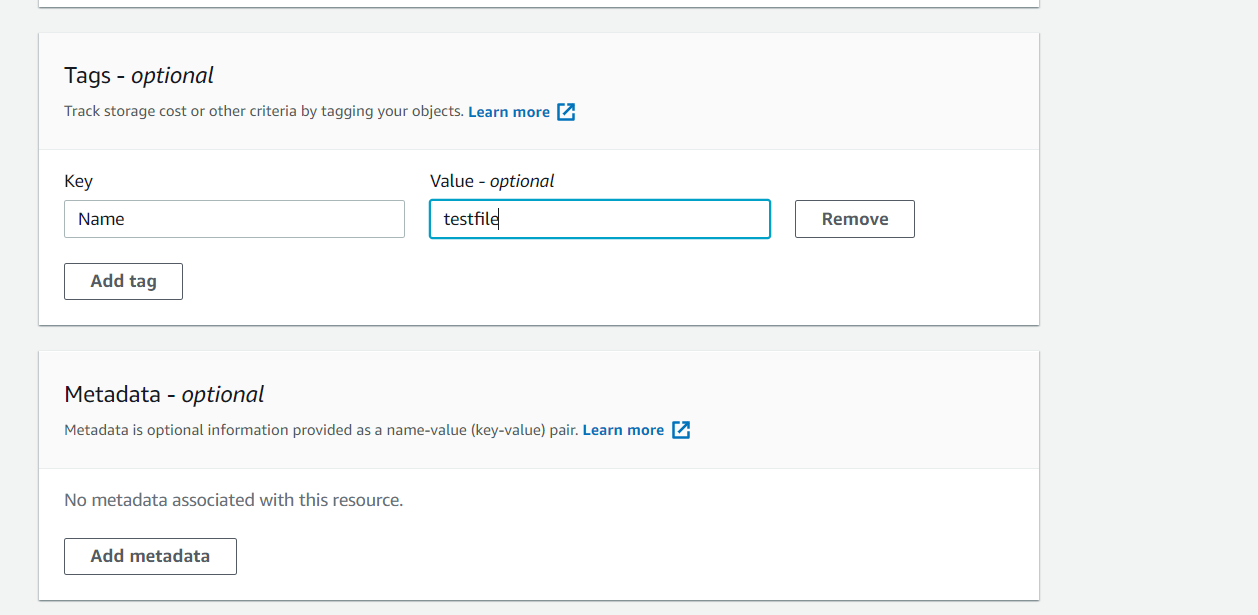 Tags - optional
Track storage cost or other criteria by tagging your objects. Learn more
Key
Value - optional
Name
testfile
Remove
Add tag
Metadata - optional
Metadata is optional information provided as a name-value (key-value) pair. Learn more
No metadata associated with this resource.
Add metadata